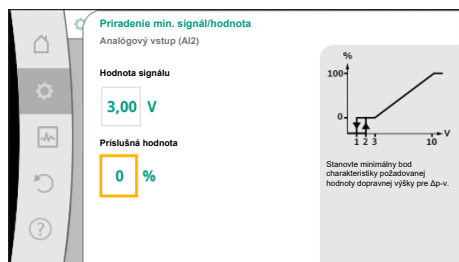 Priradenie min. signál/hodnota
Analógový vstup (AI2)
Hodnota signálu
3,00 V
Príslušná hodnota
0 %
%
100
0
1 2 3 10 V
Stanovte minimálny bod
charakteristiky požadovanej
hodnoty dopravnej výšky pre Δp-v.
?